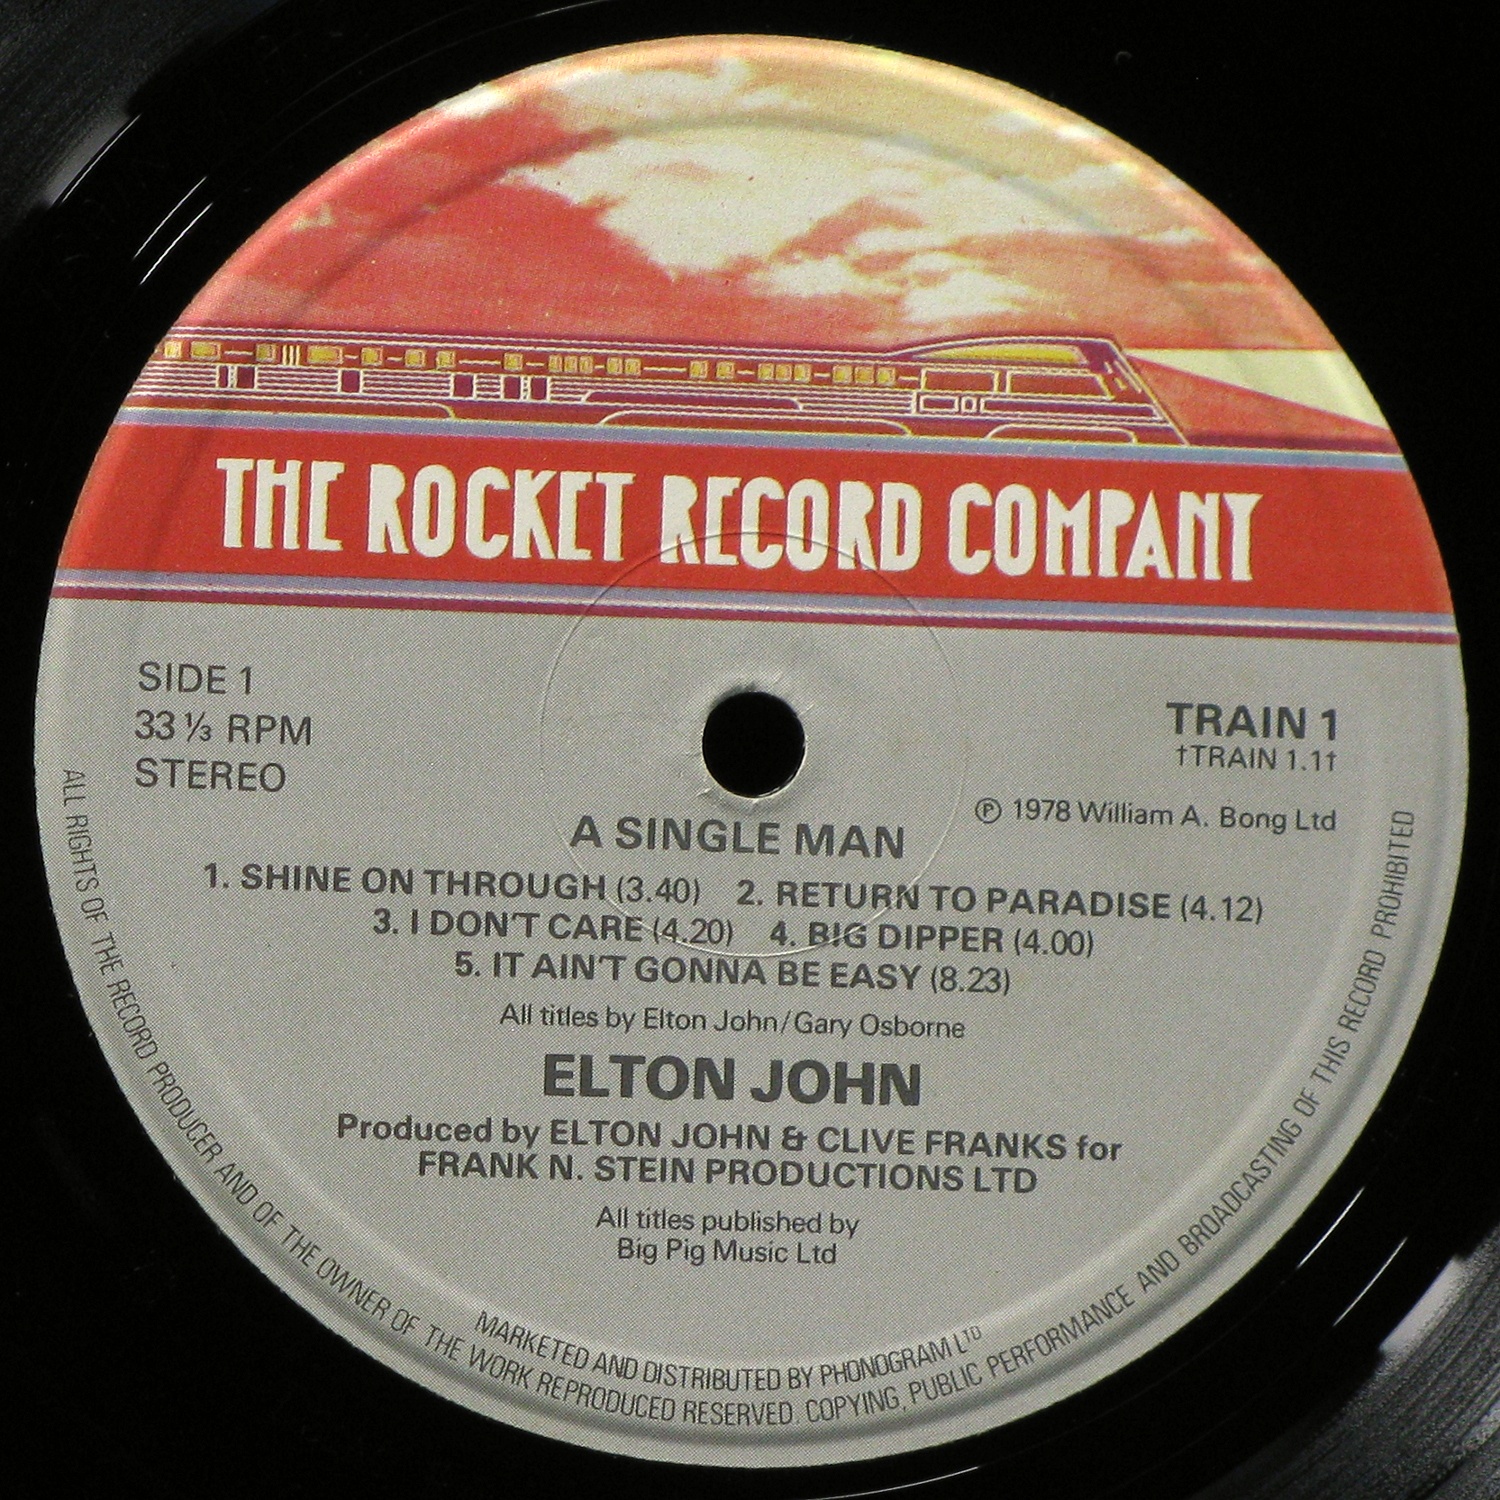 THE ROCKET RECORD COMPANY
SIDE 1
33 ⅓ RPM
STEREO
TRAIN 1
†TRAIN 1.1†
℗ 1978 William A. Bong Ltd
A SINGLE MAN
1. SHINE ON THROUGH (3.40) 2. RETURN TO PARADISE (4.12)
3. I DON'T CARE (4.20) 4. BIG DIPPER (4.00)
5. IT AIN'T GONNA BE EASY (8.23)
All titles by Elton John/Gary Osborne
ELTON JOHN
Produced by ELTON JOHN & CLIVE FRANKS for
FRANK N. STEIN PRODUCTIONS LTD
All titles published by
Big Pig Music Ltd
MARKETED AND DISTRIBUTED BY PHONOGRAM LTD
ALL RIGHTS OF THE RECORD PRODUCER AND OF THE OWNER OF THE WORK REPRODUCED RESERVED. COPYING, PUBLIC PERFORMANCE AND BROADCASTING OF THIS RECORD PROHIBITED